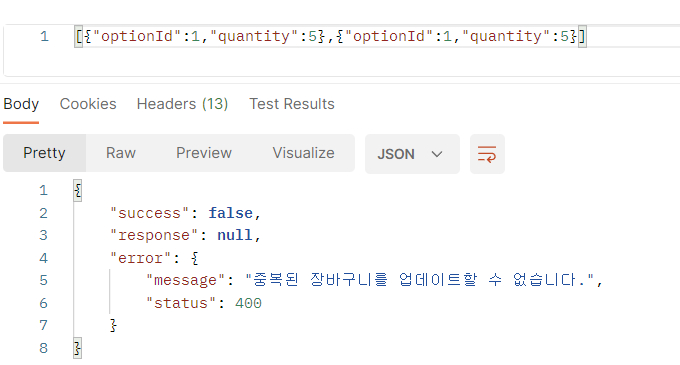 1 [{"optionId":1,"quantity":5},{"optionId":1,"quantity":5}]
Body Cookies Headers (13) Test Results
Pretty Raw Preview Visualize JSON
1 {
2 "success": false,
3 "response": null,
4 "error": {
5 "message": "중복된 장바구니를 업데이트할 수 없습니다.",
6 "status": 400
7 }
8 }